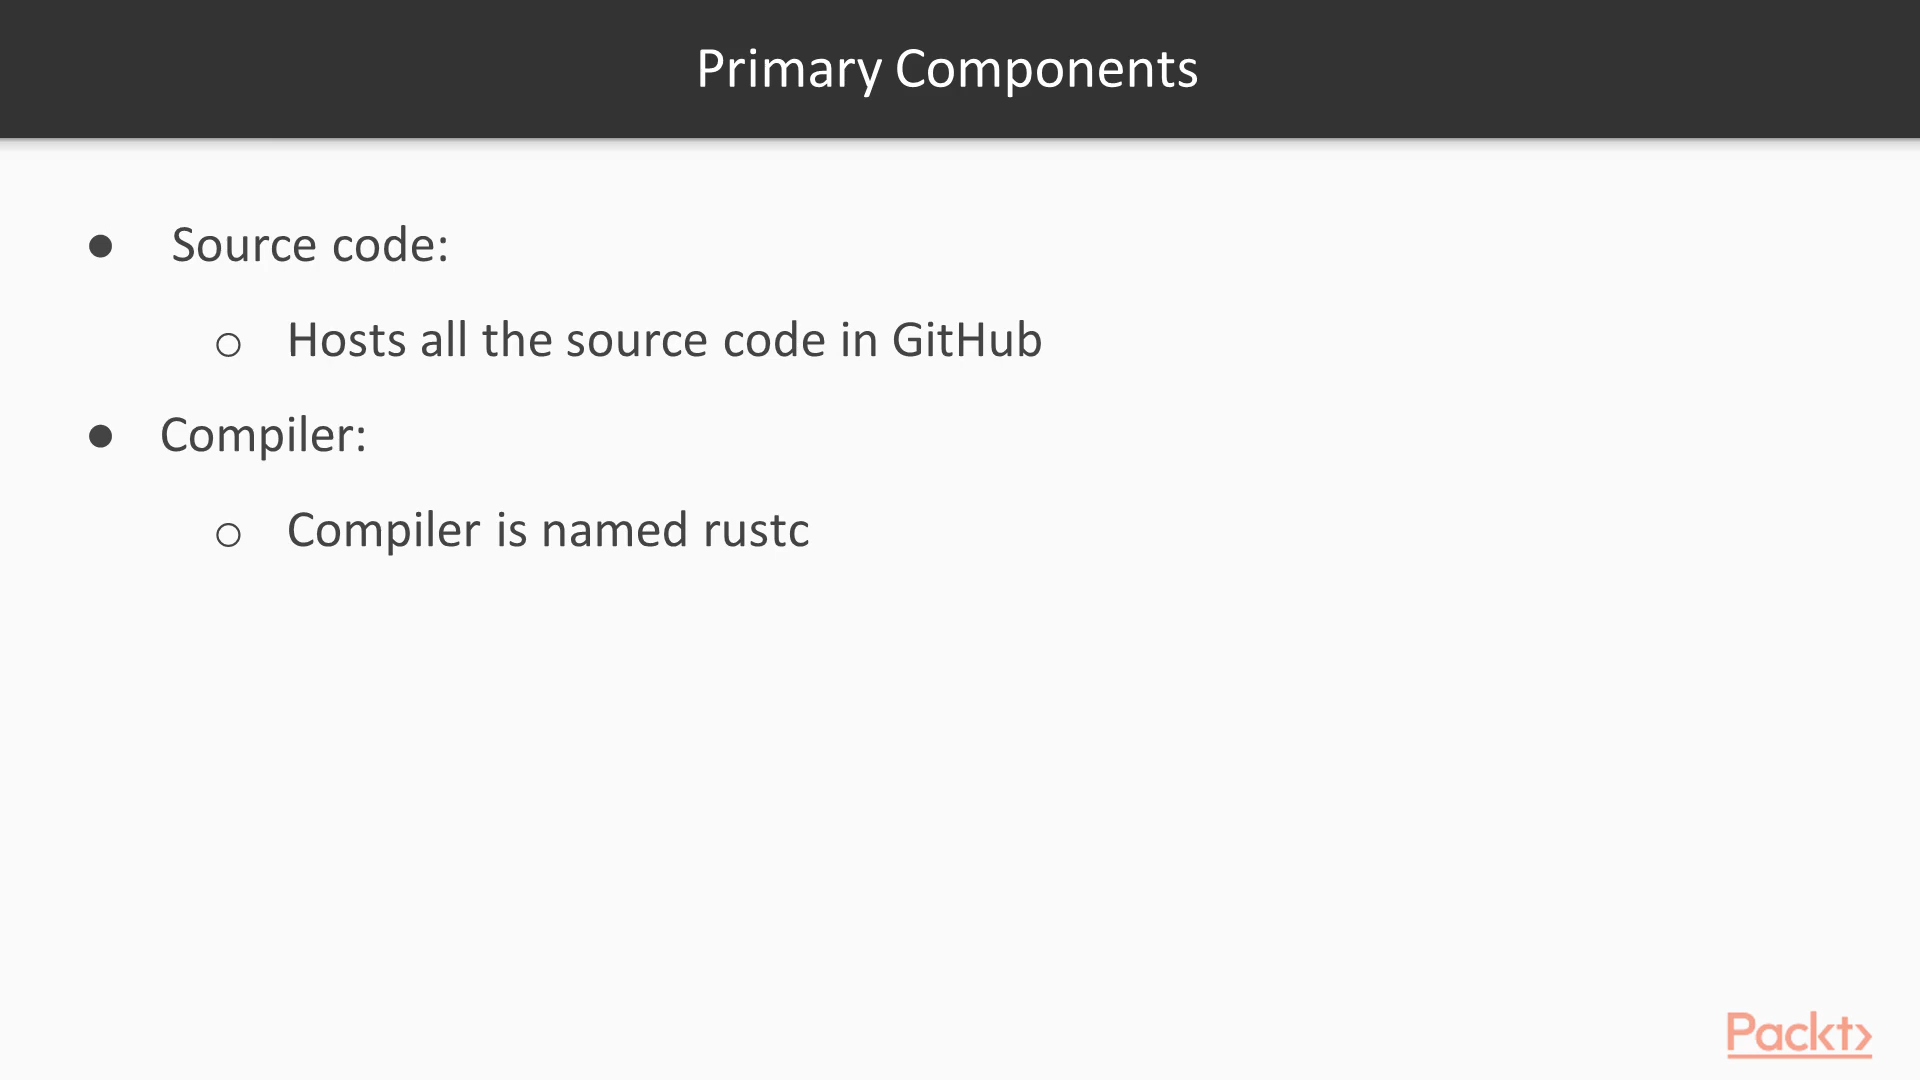 Primary Components
● Source code:
○ Hosts all the source code in GitHub
● Compiler:
○ Compiler is named rustc
Packt>